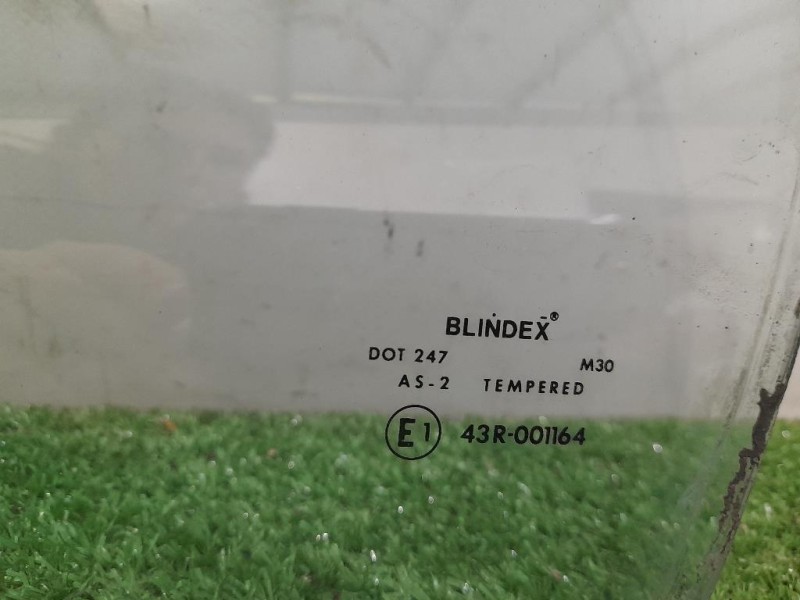 BLINDEX®
DOT 247 M30
AS-2 TEMPERED
E1 43R-001164